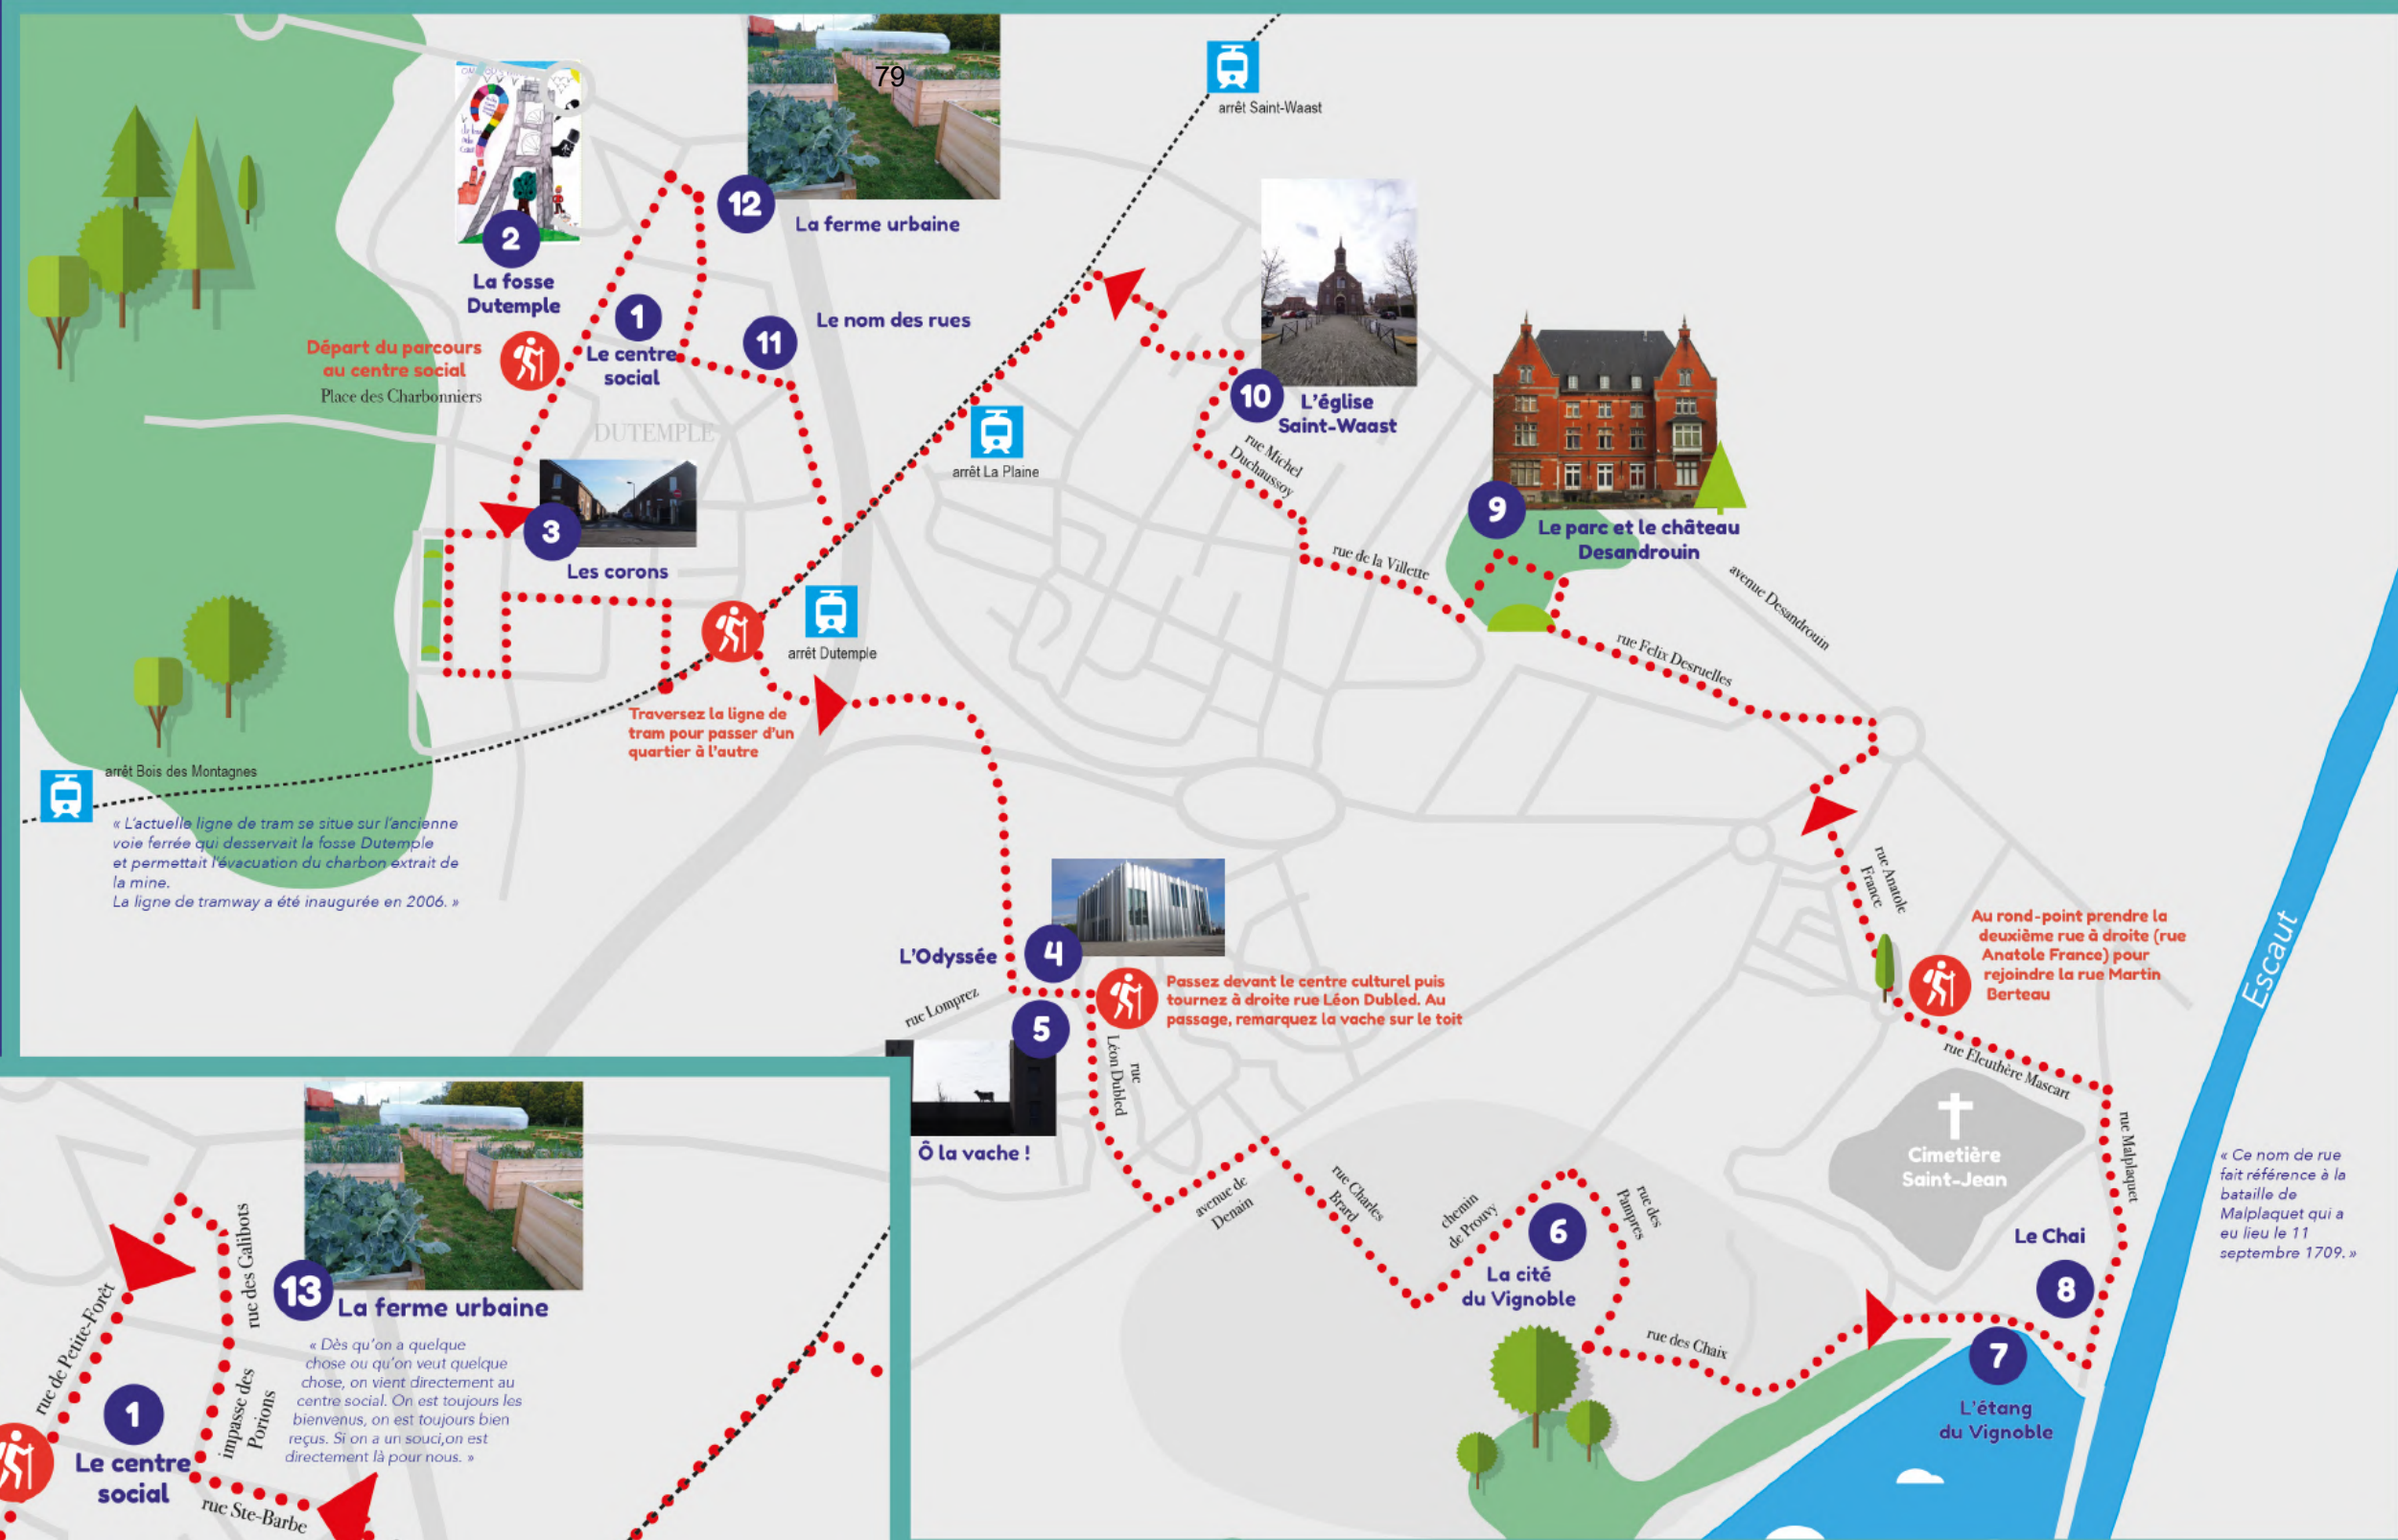 79
arrêt Saint-Waast
12
La ferme urbaine
2
La fosse
Dutemple
1
Le centre
social
11
Le nom des rues
Départ du parcours
au centre social
Place des Charbonniers
DUTEMPLE
arrêt La Plaine
10
L'église
Saint-Waast
rue Michel
Duchaussoy
9
Le parc et le château
Desandrouin
rue de la Villette
avenue Desandrouin
rue Felix Desruelles
3
Les corons
arrêt Dutemple
Traversez la ligne de
tram pour passer d'un
quartier à l'autre
arrêt Bois des Montagnes
« L'actuelle ligne de tram se situe sur l'ancienne
voie ferrée qui desservait la fosse Dutemple
et permettait l'évacuation du charbon extrait de
la mine.
La ligne de tramway a été inaugurée en 2006. »
rue Anatole
France
Au rond-point prendre la
deuxième rue à droite (rue
Anatole France) pour
rejoindre la rue Martin
Berteau
Escaut
L'Odyssée
4
Passez devant le centre culturel puis
tournez à droite rue Léon Dubled. Au
passage, remarquez la vache sur le toit
rue Lomprez
5
Ô la vache !
rue
Léon Dubled
rue Eleuthère Mascart
Cimetière
Saint-Jean
rue Malplaquet
« Ce nom de rue
fait référence à la
bataille de
Malplaquet qui a
eu lieu le 11
septembre 1709. »
avenue de
Denain
rue Charles
Brard
chemin
de Prouvy
rue des
Pampres
6
La cité
du Vignoble
Le Chai
8
rue des Chaix
7
L'étang
du Vignoble
rue des Galibots
13
La ferme urbaine
« Dès qu'on a quelque
chose ou qu'on veut quelque
chose, on vient directement au
centre social. On est toujours les
bienvenus, on est toujours bien
reçus. Si on a un souci,on est
directement là pour nous. »
rue de Petite-Forêt
impasse des
Porions
1
Le centre
social
rue Ste-Barbe